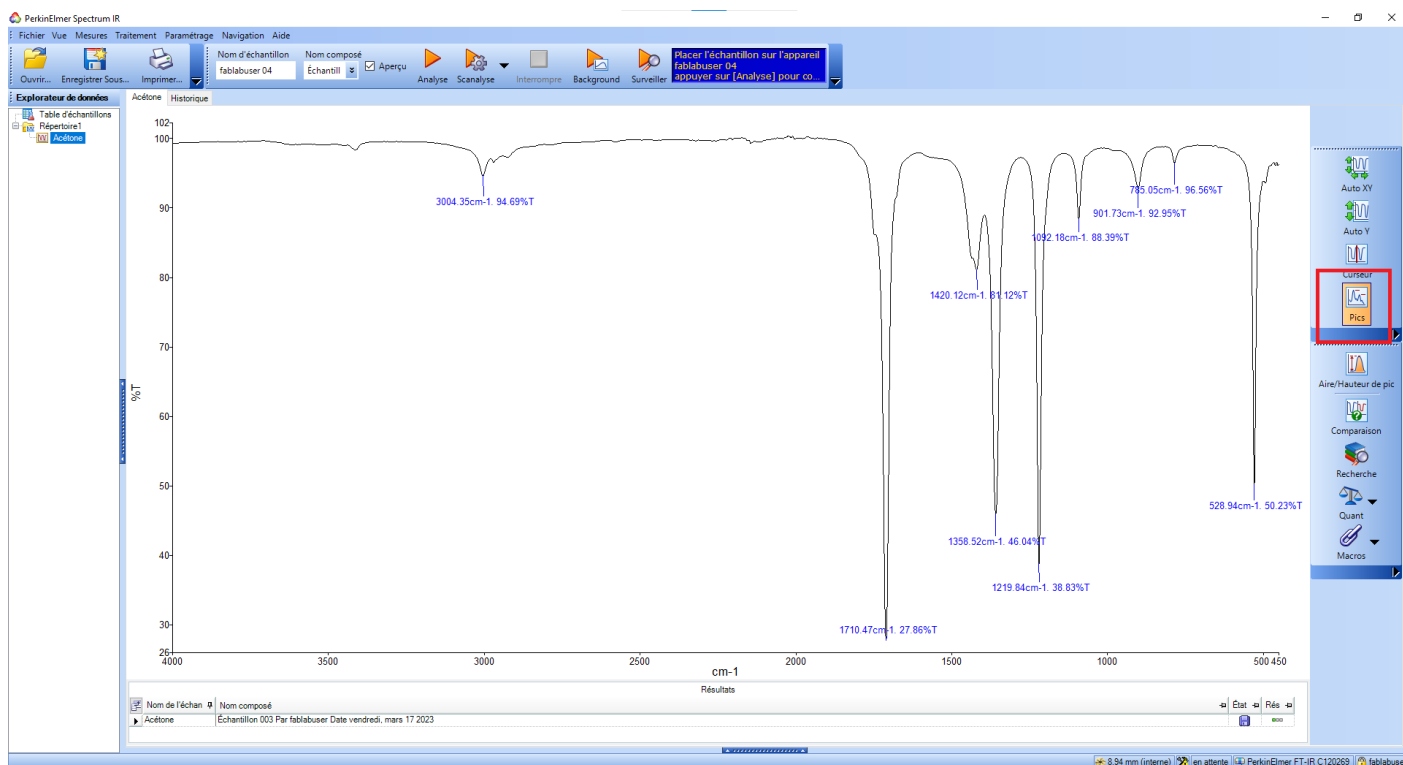 PerkinElmer Spectrum IR
Fichier Vue Mesures Traitement Paramétrage Navigation Aide
Ouvrir... Enregistrer Sous... Imprimer...
Nom d'échantillon Nom composé
fablabuser 04 Échantill Aperçu
Analyse Scanalyse Interrompre Background Surveiller
Placer l'échantillon sur l'appareil
fablabuser 04
appuyer sur [Analyse] pour co...
Explorateur de données
Table d'échantillons
Répertoire1
Acétone
Acétone Historique
102
100
90
80
70
60
50
40
30
26
%T
3004.35cm-1. 94.69%T
785.05cm-1. 96.56%T
901.73cm-1. 92.95%T
1092.18cm-1. 88.39%T
1420.12cm-1. 81.12%T
528.94cm-1. 50.23%T
1358.52cm-1. 46.04%T
1219.84cm-1. 38.83%T
1710.47cm-1. 27.86%T
4000 3500 3000 2500 2000 1500 1000 500 450
cm-1
Résultats
Nom de l'échan Nom composé État Rés
Acétone Échantillon 003 Par fablabuser Date vendredi, mars 17 2023
Auto XY
Auto Y
Curseur
Pics
Aire/Hauteur de pic
Comparaison
Recherche
Quant
Macros
8.94 mm (interne) en attente PerkinElmer FT-IR C120269 fablabuse